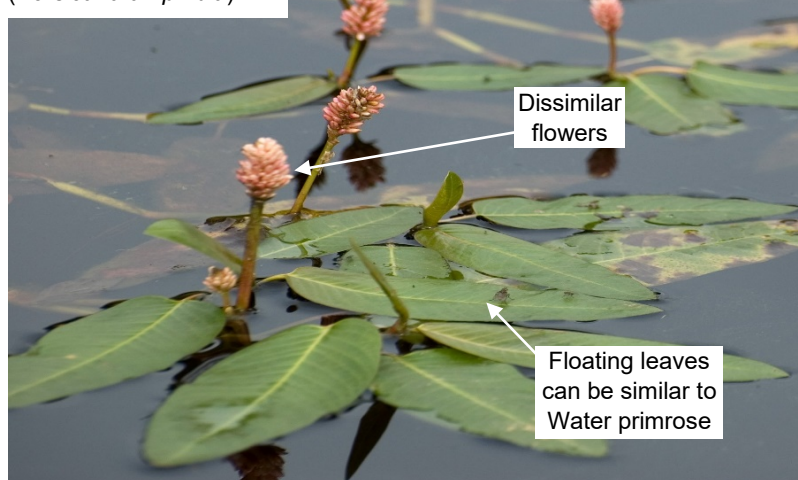 Dissimilar
flowers
Floating leaves
can be similar to
Water primrose